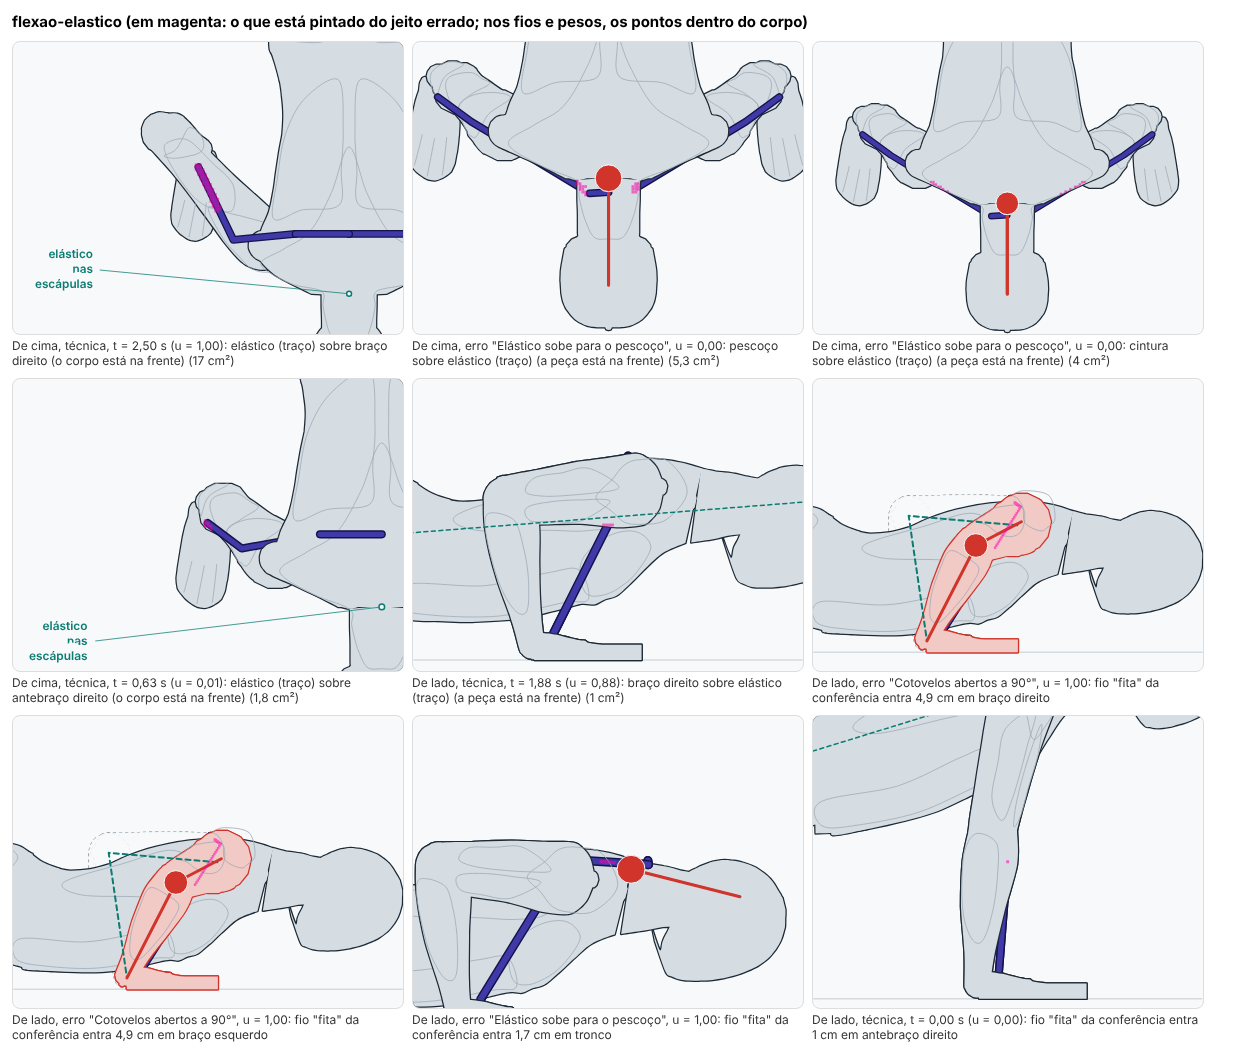 flexao-elastico (em magenta: o que está pintado do jeito errado; nos fios e pesos, os pontos dentro do corpo)
elástico
nas
escápulas
De cima, técnica, t = 2,50 s (u = 1,00): elástico (traço) sobre braço
direito (o corpo está na frente) (17 cm²)
De cima, erro "Elástico sobe para o pescoço", u = 0,00: pescoço
sobre elástico (traço) (a peça está na frente) (5,3 cm²)
De cima, erro "Elástico sobe para o pescoço", u = 0,00: cintura
sobre elástico (traço) (a peça está na frente) (4 cm²)
elástico
nas
escápulas
De cima, técnica, t = 0,63 s (u = 0,01): elástico (traço) sobre
antebraço direito (o corpo está na frente) (1,8 cm²)
De lado, técnica, t = 1,88 s (u = 0,88): braço direito sobre elástico
(traço) (a peça está na frente) (1 cm²)
De lado, erro "Cotovelos abertos a 90°", u = 1,00: fio "fita" da
conferência entra 4,9 cm em braço direito
De lado, erro "Cotovelos abertos a 90°", u = 1,00: fio "fita" da
conferência entra 4,9 cm em braço esquerdo
De lado, erro "Elástico sobe para o pescoço", u = 1,00: fio "fita" da
conferência entra 1,7 cm em tronco
De lado, técnica, t = 0,00 s (u = 0,00): fio "fita" da conferência entra
1 cm em antebraço direito